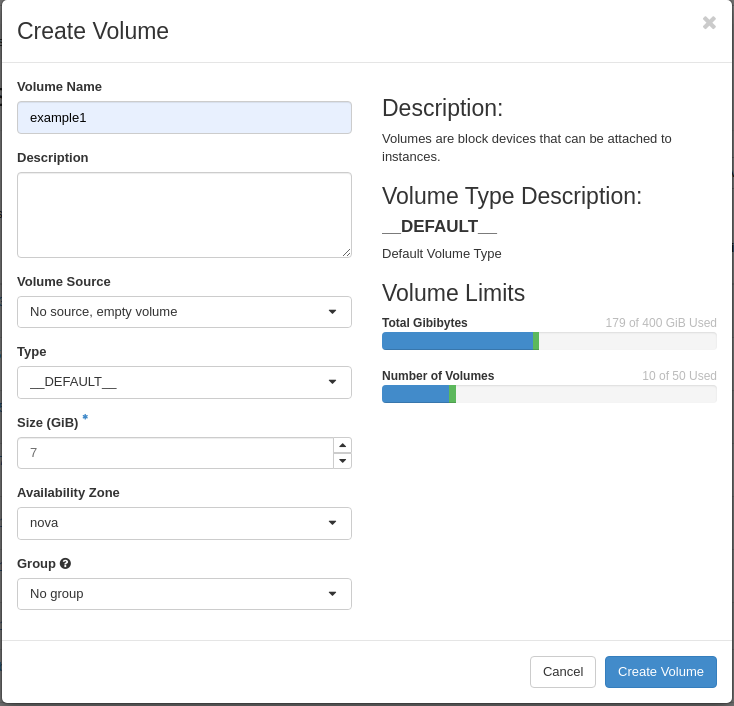 Create Volume
Volume Name
example1
Description
Volume Source
No source, empty volume
Type
__DEFAULT__
Size (GiB) *
7
Availability Zone
nova
Group
No group
Description:
Volumes are block devices that can be attached to
instances.
Volume Type Description:
__DEFAULT__
Default Volume Type
Volume Limits
Total Gibibytes 179 of 400 GiB Used
Number of Volumes 10 of 50 Used
Cancel
Create Volume